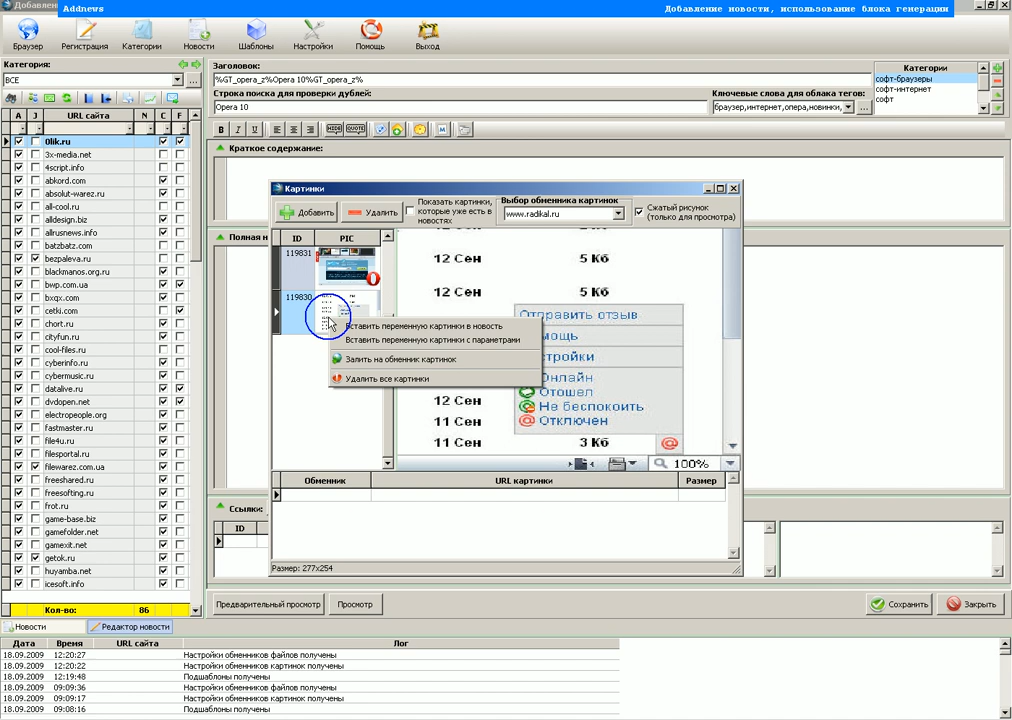 Добавлен
Addnews
Добавление новости, использование блока генерации
Браузер
Регистрация
Категории
Новости
Шаблоны
Настройки
Помощь
Выход
Категория:
ВСЕ
...
A J URL сайта N C F
0lik.ru
3x-media.net
4script.info
abkord.com
absolut-warez.ru
all-cool.ru
alldesign.biz
allrusnews.info
batzbatz.com
bezpaleva.ru
blackmanos.org.ru
bwp.com.ua
bxqx.com
cetki.com
chort.ru
cityfun.ru
cool-files.ru
cyberinfo.ru
cybermusic.ru
datalive.ru
dvdopen.net
electropeople.org
fastmaster.ru
file4u.ru
filesportal.ru
filewarez.com.ua
freeshared.ru
freesofting.ru
frot.ru
game-base.biz
gamefolder.net
gamexit.net
getok.ru
huyamba.net
icesoft.info
Кол-во: 86
Заголовок:
%GT_opera_z%Opera 10%GT_opera_z%
Строка поиска для проверки дублей:
Opera 10
Ключевые слова для облака тегов:
браузер,интернет,опера,новинки,
...
Категории
софт-браузеры
софт-интернет
софт
B I U HIDE QUOTE M
Краткое содержание:
Полная н
Картинки
Добавить
Удалить
Показать картинки,
которые уже есть в
новостях
Выбор обменника картинок
www.radikal.ru
Сжатый рисунок
(только для просмотра)
ID PIC
119831
119830
12 Сен 5 Кб
12 Сен 5 Кб
Отправить отзыв
мощь
стройки
Онлайн
Отошел
12 Сен
Не беспокоить
11 Сен
Отключен
11 Сен 3 Кб
100%
Вставить переменную картинки в новость
Вставить переменную картинки с параметрами
Залить на обменник картинок
Удалить все картинки
Обменник URL картинки Размер
Размер: 277x254
Ссылки:
ID
Предварительный просмотр
Просмотр
Сохранить
Закрыть
Новости
Редактор новости
Дата Время URL сайта Лог
18.09.2009 12:20:27 Настройки обменников файлов получены
18.09.2009 12:20:22 Настройки обменников картинок получены
18.09.2009 12:19:48 Подшаблоны получены
18.09.2009 09:09:36 Настройки обменников файлов получены
18.09.2009 09:09:17 Настройки обменников картинок получены
18.09.2009 09:08:16 Подшаблоны получены